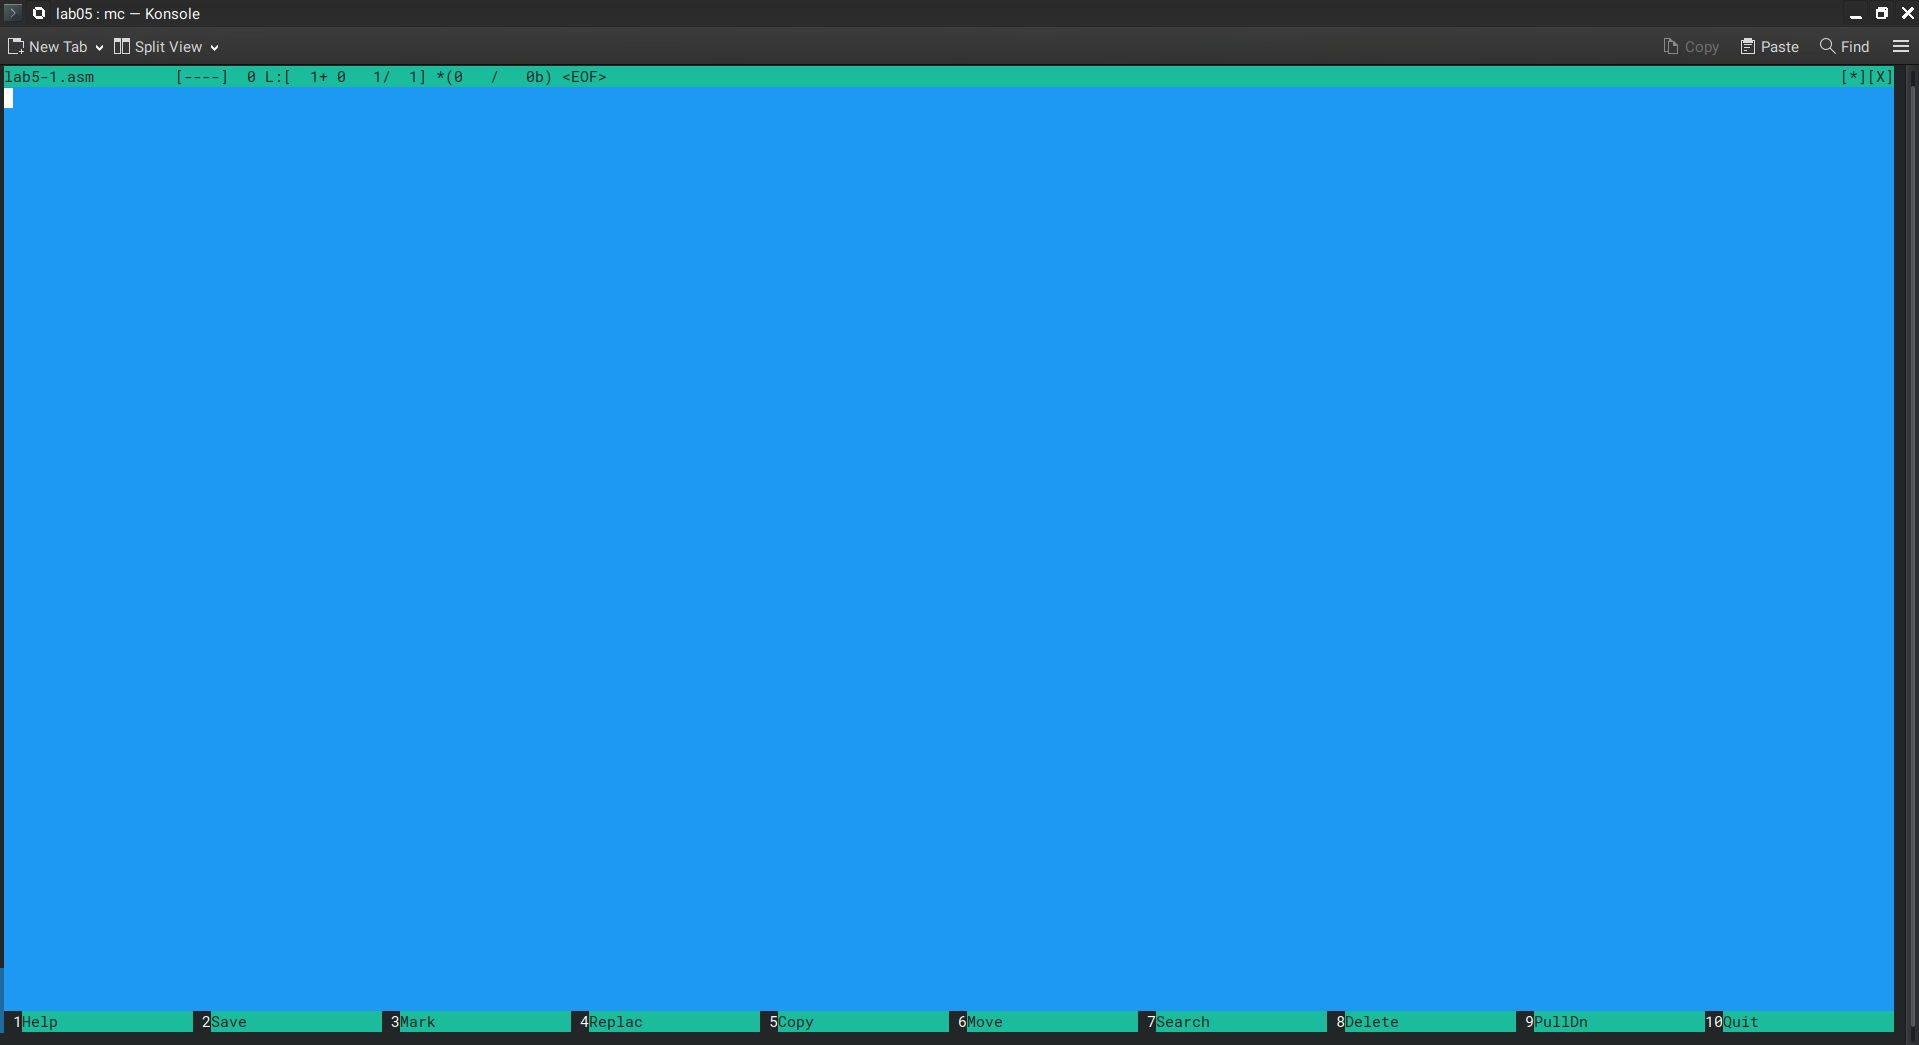 lab05 : mc — Konsole
New Tab Split View Copy Paste Find
lab5-1.asm [----] 0 L:[ 1+ 0 1/ 1] *(0 / 0b) <EOF> [*][X]
1Help 2Save 3Mark 4Replac 5Copy 6Move 7Search 8Delete 9PullDn 10Quit